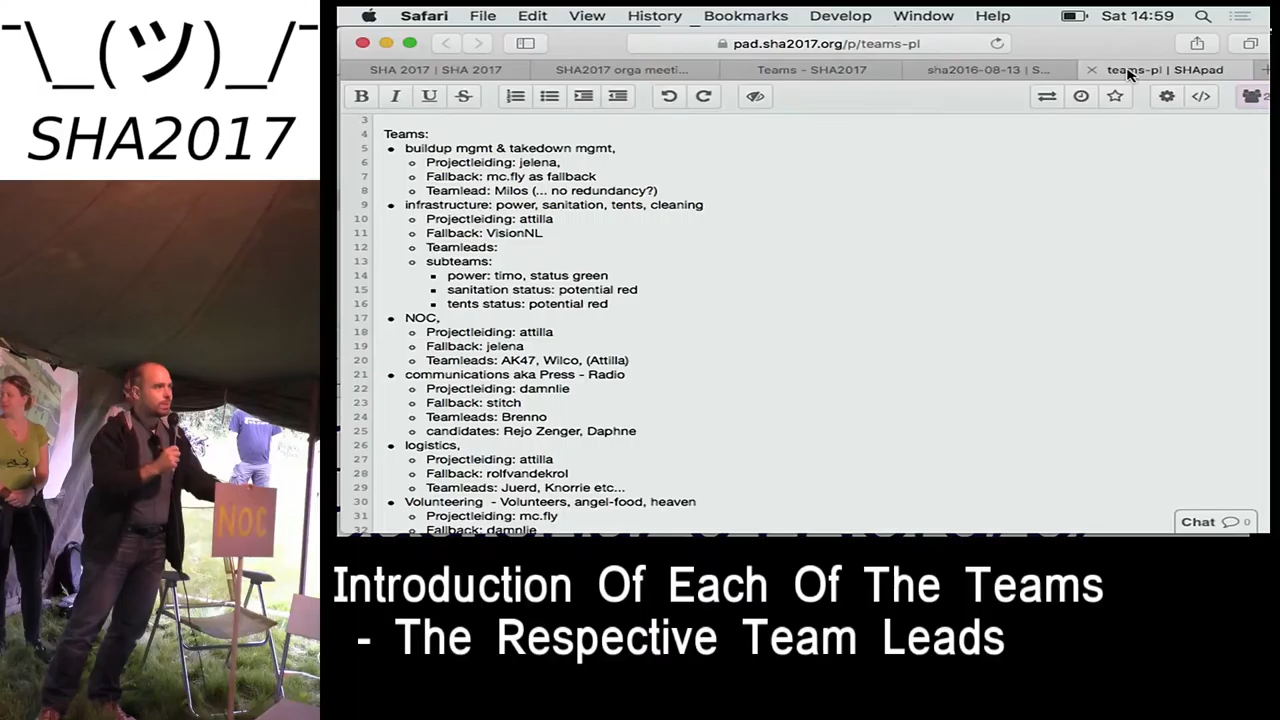 ¯\_(ツ)_/¯
SHA2017
NOC
Safari File Edit View History Bookmarks Develop Window Help Sat 14:59
pad.sha2017.org/p/teams-pl
SHA 2017 | SHA 2017
SHA2017 orga meeti...
Teams - SHA2017
sha2016-08-13 | S...
teams-pl | SHApad
B I U S
3
4 Teams:
5 • buildup mgmt & takedown mgmt,
6 Projectleiding: jelena,
7 Fallback: mc.fly as fallback
8 Teamlead: Milos (... no redundancy?)
9 • infrastructure: power, sanitation, tents, cleaning
10 Projectleiding: attilla
11 Fallback: VisionNL
12 Teamleads:
13 subteams:
14 power: timo, status green
15 sanitation status: potential red
16 tents status: potential red
17 • NOC,
18 Projectleiding: attilla
19 Fallback: jelena
20 Teamleads: AK47, Wilco, (Attilla)
21 • communications aka Press - Radio
22 Projectleiding: damnlie
23 Fallback: stitch
24 Teamleads: Brenno
25 candidates: Rejo Zenger, Daphne
26 • logistics,
27 Projectleiding: attilla
28 Fallback: rolfvandekrol
29 Teamleads: Juerd, Knorrie etc...
30 • Volunteering - Volunteers, angel-food, heaven
31 Projectleiding: mc.fly
32 Fallback: damnlie
Chat 0
Introduction Of Each Of The Teams
- The Respective Team Leads